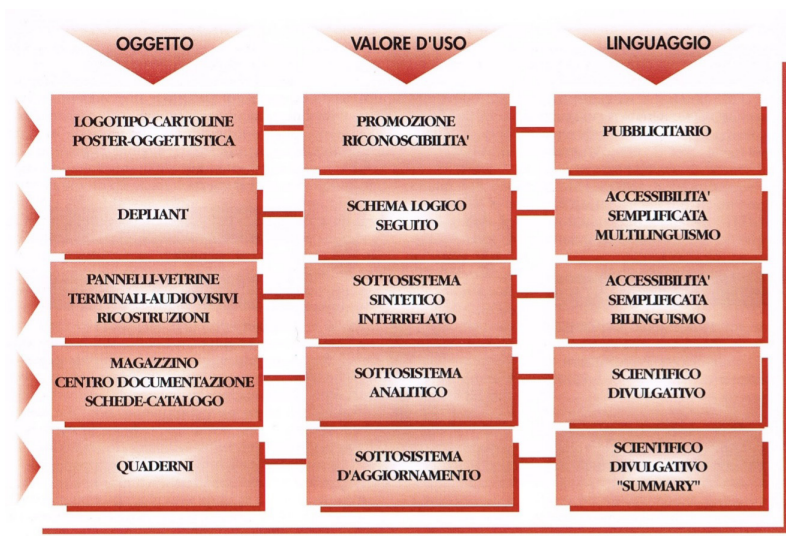 OGGETTO
VALORE D'USO
LINGUAGGIO
LOGOTIPO-CARTOLINE
POSTER-OGGETTISTICA
PROMOZIONE
RICONOSCIBILITA'
PUBBLICITARIO
DEPLIANT
SCHEMA LOGICO
SEGUITO
ACCESSIBILITA'
SEMPLIFICATA
MULTILINGUISMO
PANNELLI-VETRINE
TERMINALI-AUDIOVISIVI
RICOSTRUZIONI
SOTTOSISTEMA
SINTETICO
INTERRELATO
ACCESSIBILITA'
SEMPLIFICATA
BILINGUISMO
MAGAZZINO
CENTRO DOCUMENTAZIONE
SCHEDE-CATALOGO
SOTTOSISTEMA
ANALITICO
SCIENTIFICO
DIVULGATIVO
QUADERNI
SOTTOSISTEMA
D'AGGIORNAMENTO
SCIENTIFICO
DIVULGATIVO
"SUMMARY"